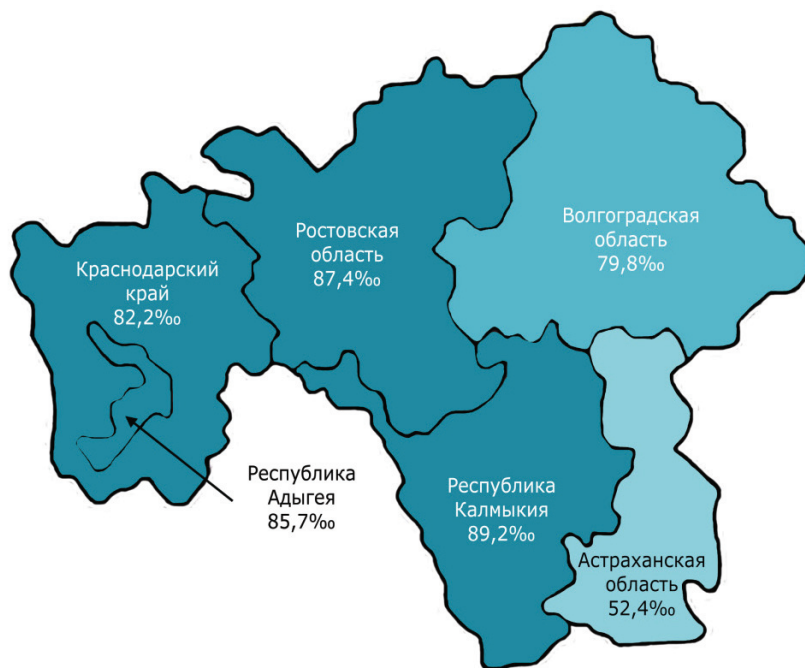 Волгоградская
область
79,8‰
Ростовская
область
87,4‰
Краснодарский
край
82,2‰
Республика
Адыгея
85,7‰
Республика
Калмыкия
89,2‰
Астраханская
область
52,4‰